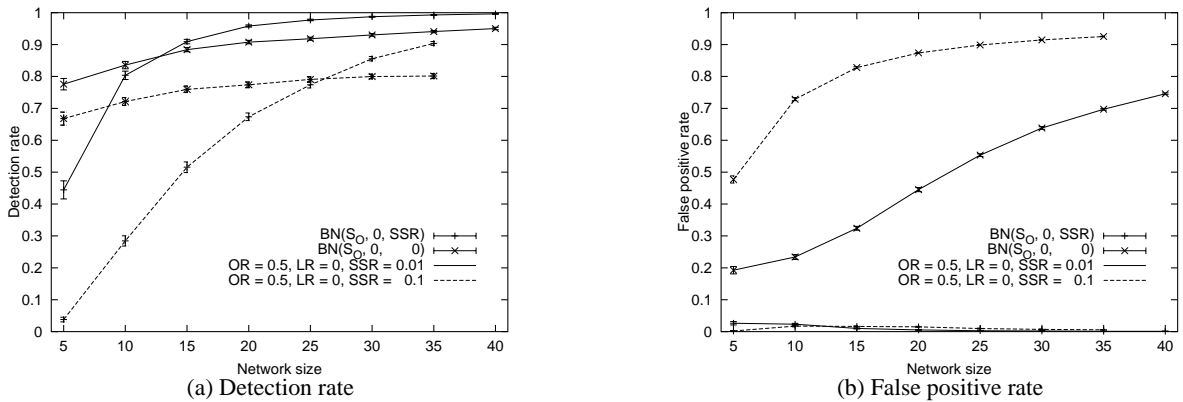 1
0.9
0.8
0.7
0.6
0.5
0.4
0.3
0.2
0.1
0
Detection rate
BN(S_O, 0, SSR)
BN(S_O, 0, 0)
OR = 0.5, LR = 0, SSR = 0.01
OR = 0.5, LR = 0, SSR = 0.1
5 10 15 20 25 30 35 40
Network size
(a) Detection rate
1
0.9
0.8
0.7
0.6
0.5
0.4
0.3
0.2
0.1
0
False positive rate
BN(S_O, 0, SSR)
BN(S_O, 0, 0)
OR = 0.5, LR = 0, SSR = 0.01
OR = 0.5, LR = 0, SSR = 0.1
5 10 15 20 25 30 35 40
Network size
(b) False positive rate